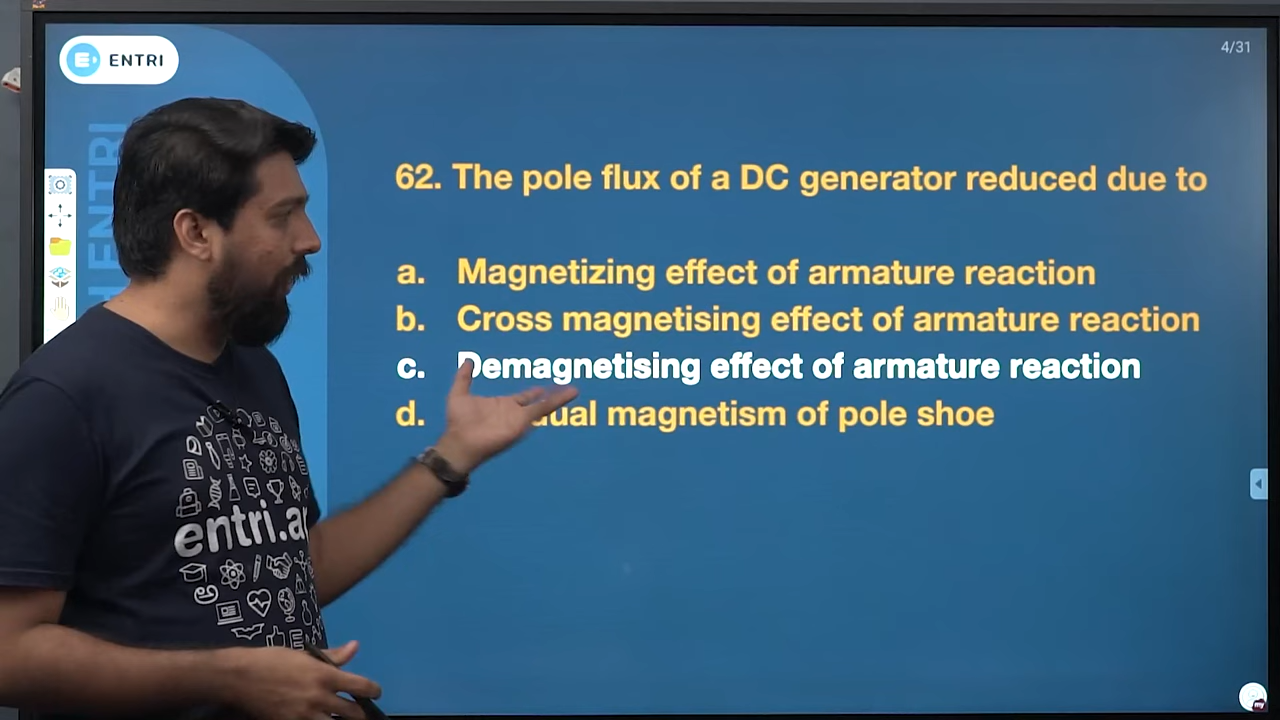 ENTRI
4/31
ENTRI
62. The pole flux of a DC generator reduced due to
a. Magnetizing effect of armature reaction
b. Cross magnetising effect of armature reaction
c. Demagnetising effect of armature reaction
d. magnetism of pole shoe
entri.a